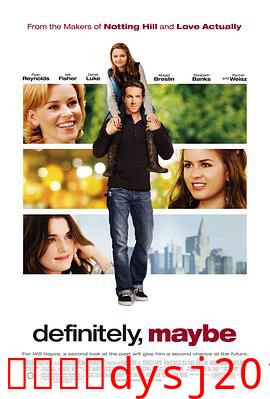 From the Makers of Notting Hill and Love Actually
Ryan Reynolds Isla Fisher Derek Luke Abigail Breslin Elizabeth Banks and Rachel Weisz
definitely, maybe
For Will Hayes, a second look at the past will give him a second chance at the future.
dysj20